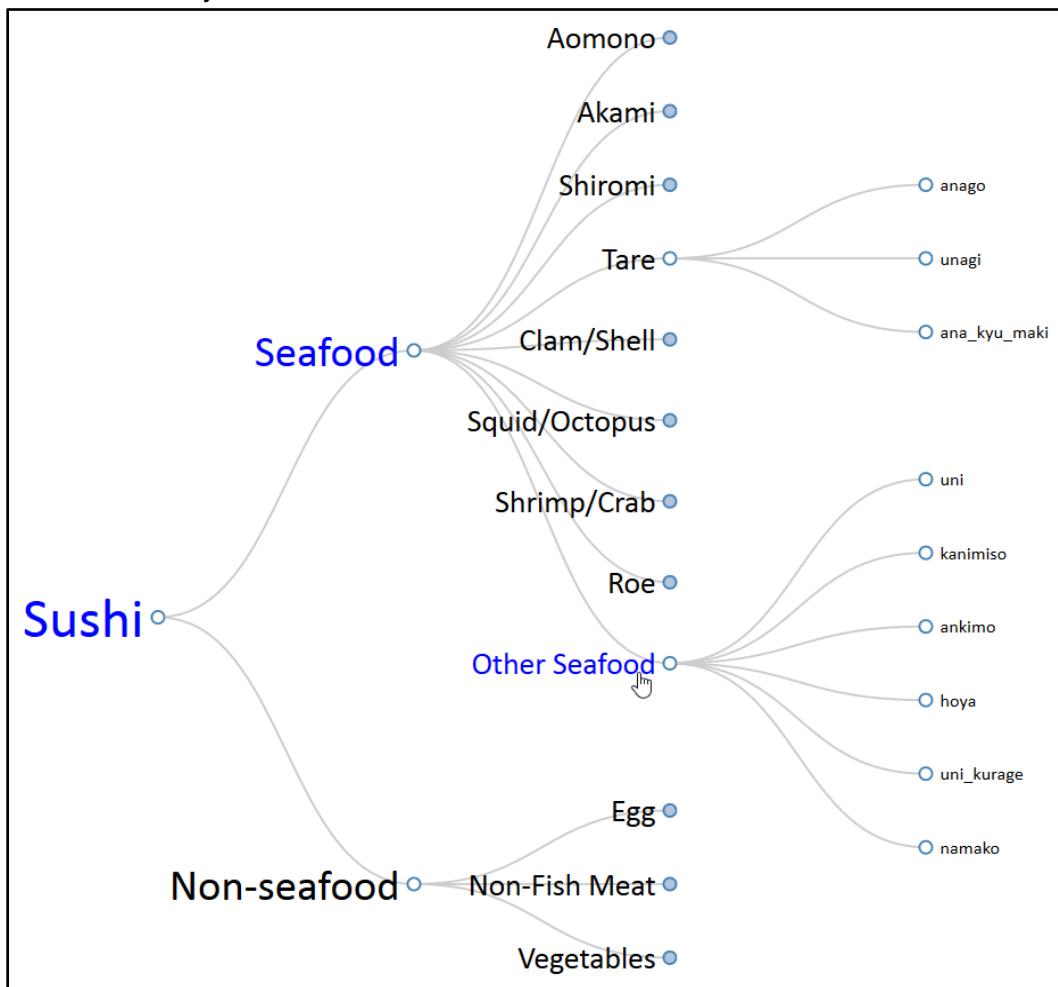 Aomono
Akami
Shiromi
anago
Tare
unagi
ana_kyu_maki
Seafood
Clam/Shell
Squid/Octopus
uni
Shrimp/Crab
kanimiso
Roe
Sushi
ankimo
Other Seafood
hoya
uni_kurage
Egg
namako
Non-seafood
Non-Fish Meat
Vegetables